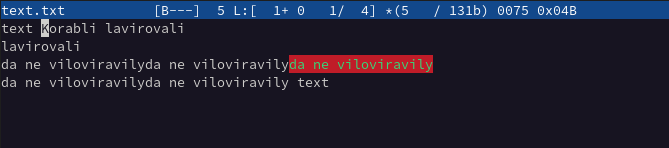 text.txt [B---] 5 L:[ 1+ 0 1/ 4] *(5 / 131b) 0075 0x04B
text Korabli lavirovali
lavirovali
da ne viloviravilyda ne viloviravilyda ne viloviravily
da ne viloviravilyda ne viloviravily text